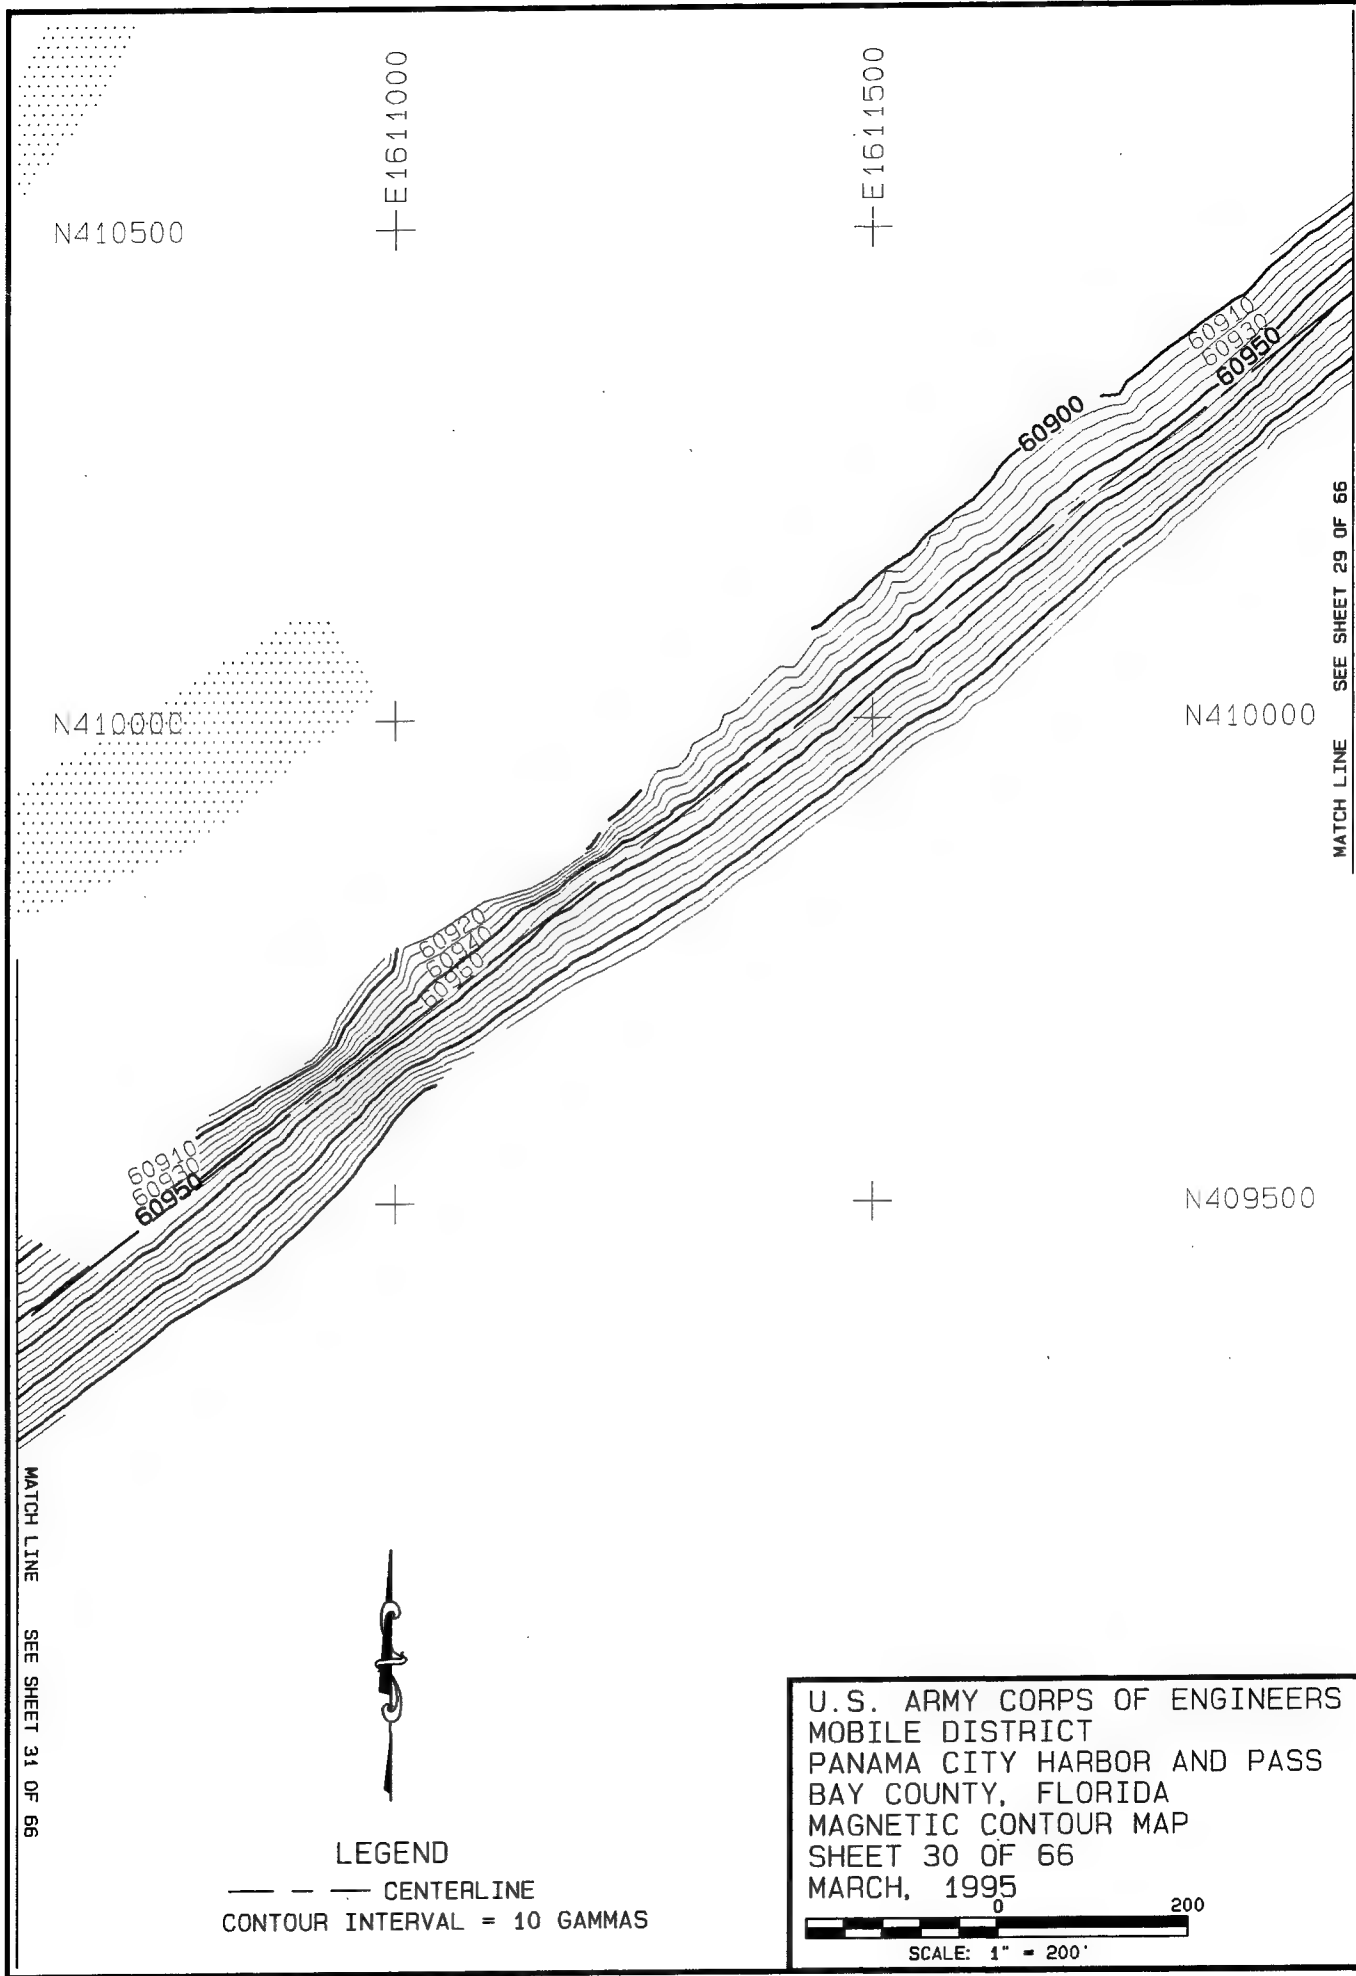 E1611000
E1611500
N410500
60910
60930
60950
60900
MATCH LINE SEE SHEET 29 OF 66
N410000
N410000
60920
60940
60960
60910
60930
60950
N409500
MATCH LINE SEE SHEET 31 OF 66
LEGEND
CENTERLINE
CONTOUR INTERVAL = 10 GAMMAS
U.S. ARMY CORPS OF ENGINEERS
MOBILE DISTRICT
PANAMA CITY HARBOR AND PASS
BAY COUNTY, FLORIDA
MAGNETIC CONTOUR MAP
SHEET 30 OF 66
MARCH, 1995
0 200
SCALE: 1" = 200'